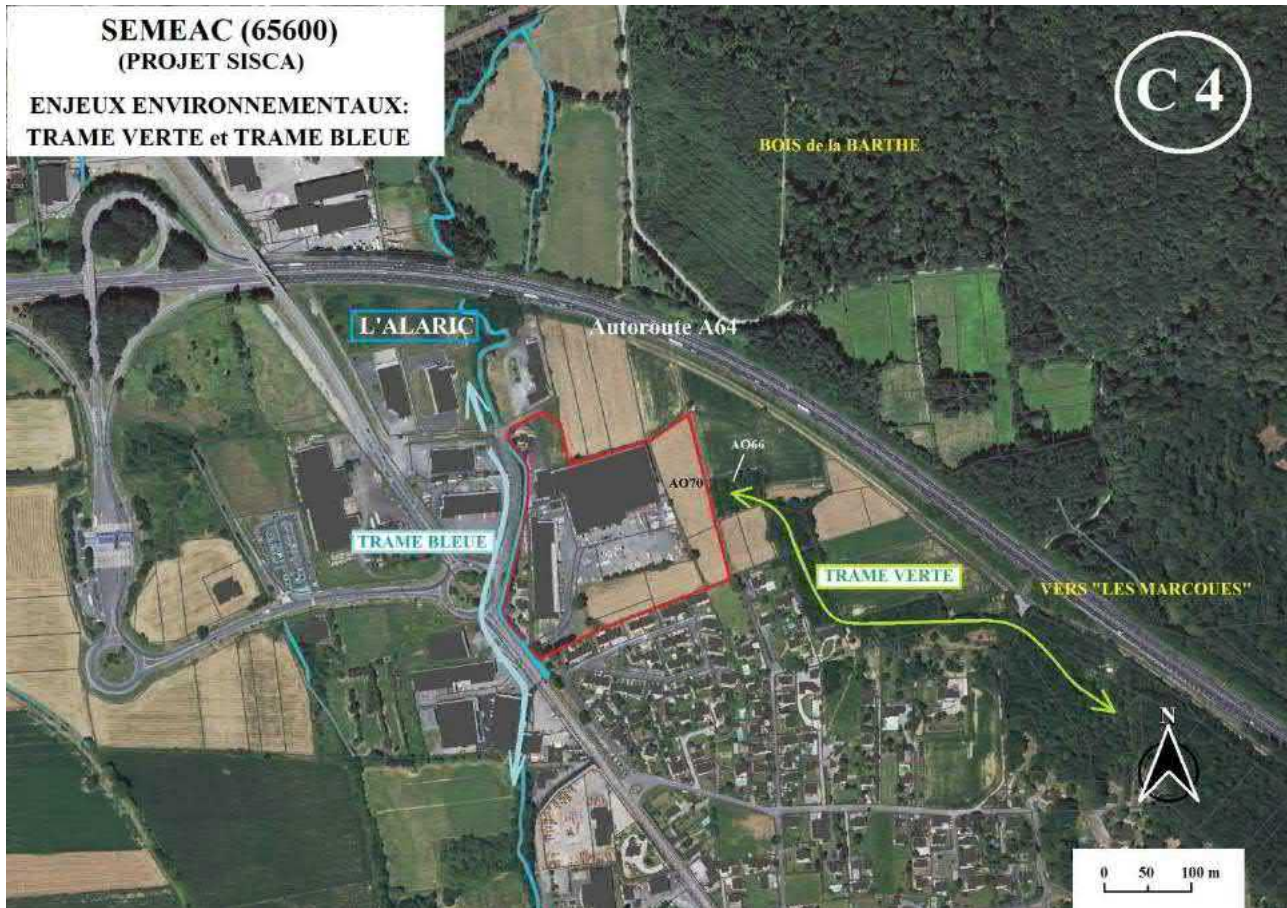 SEMEAC (65600)
(PROJET SISCA)
ENJEUX ENVIRONNEMENTAUX:
TRAME VERTE et TRAME BLEUE
C 4
BOIS de la BARTHE
L'ALARIC
Autoroute A64
AO66
AO70
TRAME BLEUE
TRAME VERTE
VERS "LES MARCOUES"
N
0 50 100 m